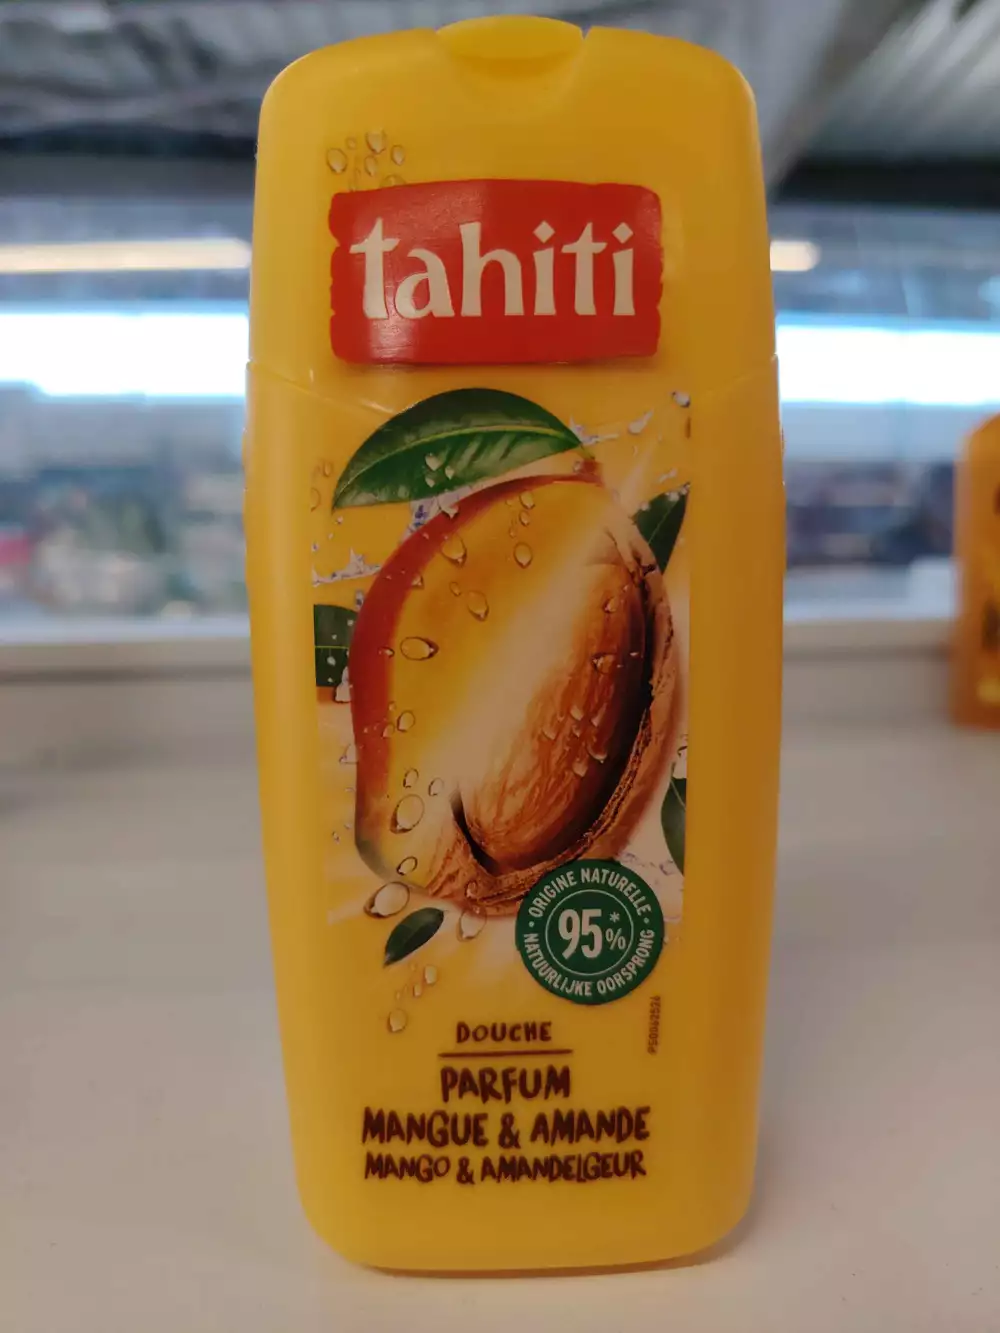 tahiti
ORIGINE NATURELLE
95*%
NATUURLIJKE OORSPRONG
DOUCHE
PARFUM
MANGUE & AMANDE
MANGO & AMANDELGEUR